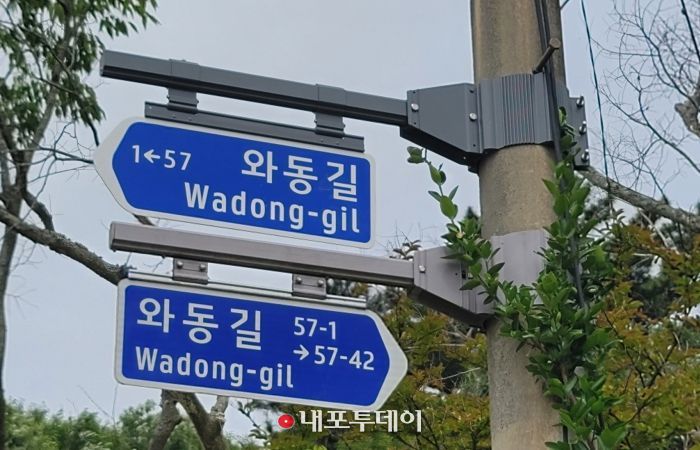 1←57 와동길
Wadong-gil
와동길 57-1
Wadong-gil →57-42
내포투데이